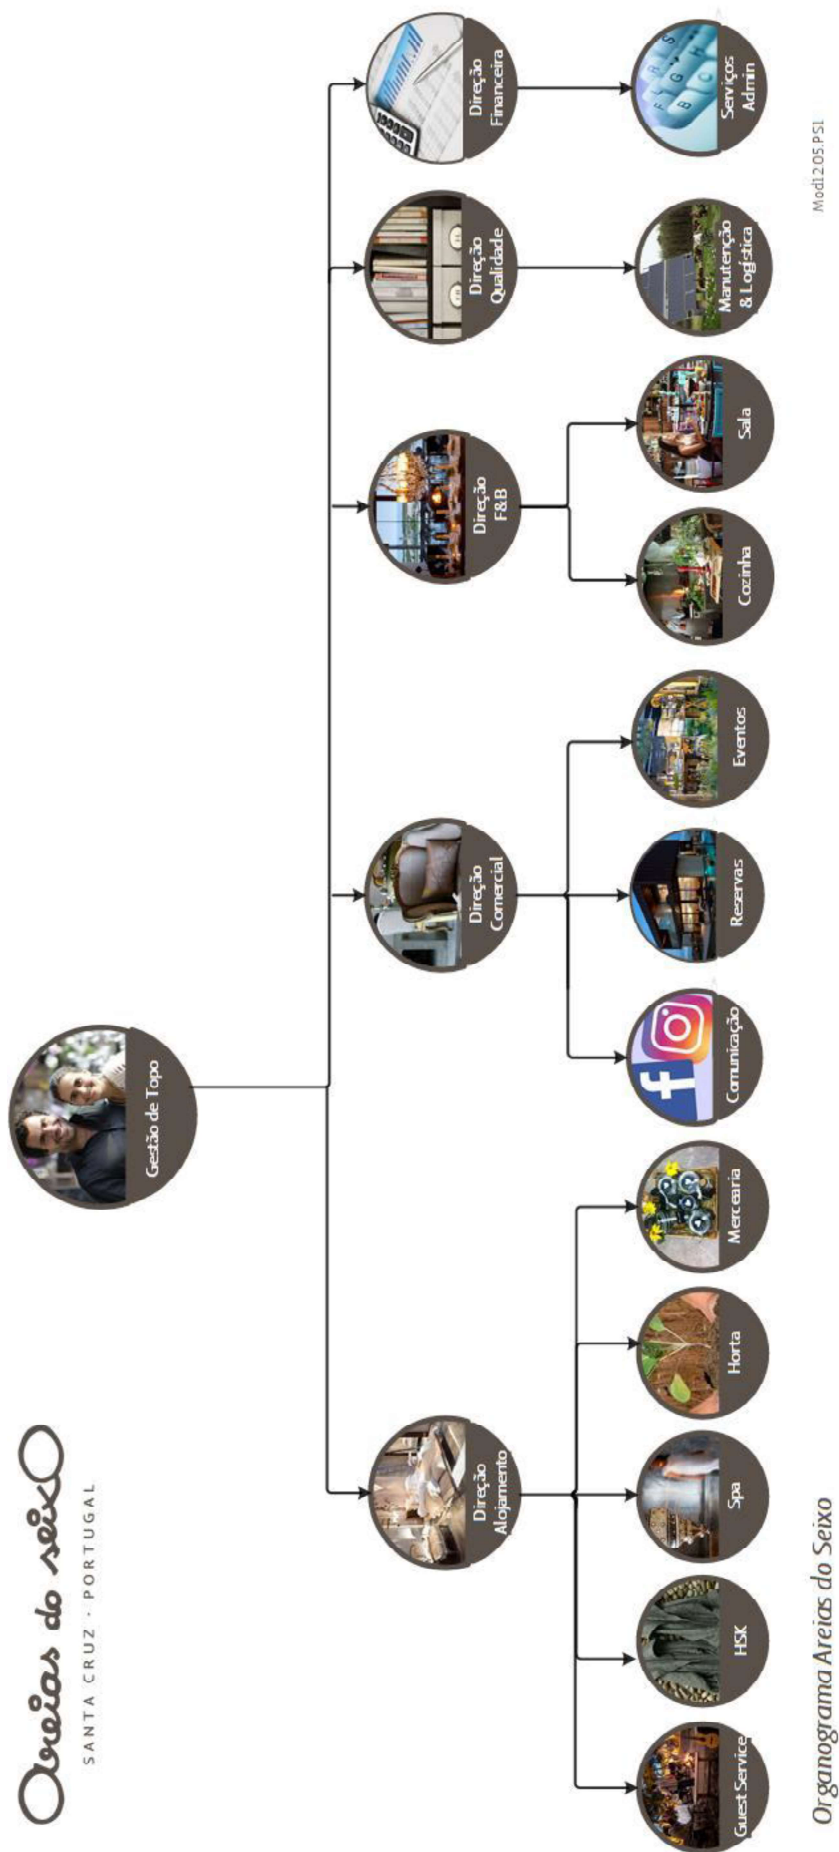 Areias do seixo
SANTA CRUZ · PORTUGAL
Gestão de Topo
Direção
Alojamento
Direção
Comercial
Direção
F&B
Direção
Qualidade
Direção
Financeira
Guest Service
HSK
Spa
Horta
Mercearia
Comunicação
Reservas
Eventos
Cozinha
Sala
Manutenção
& Logística
Serviços
Admin
Organograma Areias do Seixo
Mod12.05.PS1